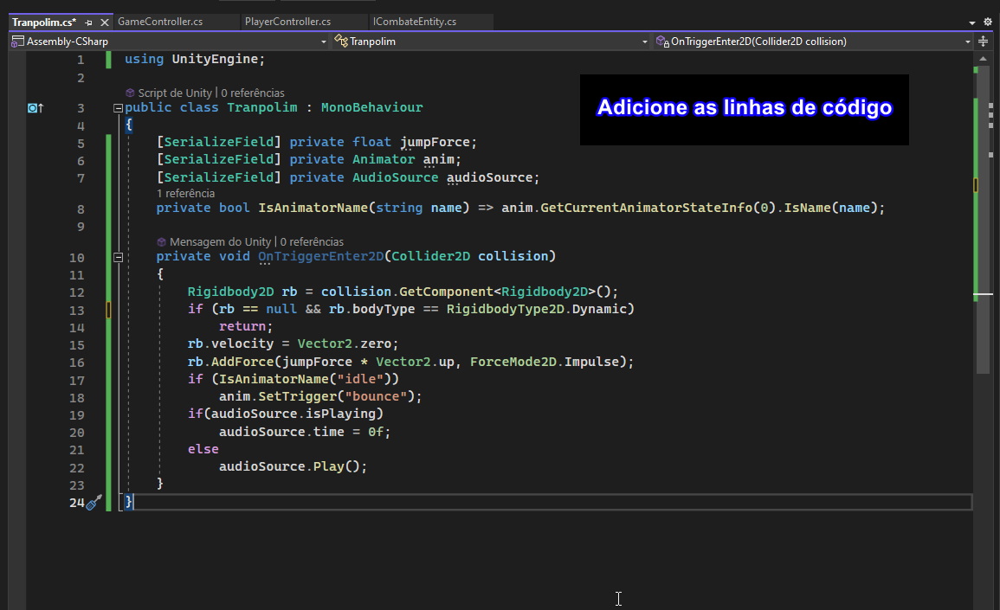 Tranpolim.cs*
GameController.cs
PlayerController.cs
ICombateEntity.cs
Assembly-CSharp
Tranpolim
OnTriggerEnter2D(Collider2D collision)
Adicione as linhas de código
1 using UnityEngine;
2
Script de Unity | 0 referências
3 public class Tranpolim : MonoBehaviour
4 {
5 [SerializeField] private float jumpForce;
6 [SerializeField] private Animator anim;
7 [SerializeField] private AudioSource audioSource;
1 referência
8 private bool IsAnimatorName(string name) => anim.GetCurrentAnimatorStateInfo(0).IsName(name);
9
Mensagem do Unity | 0 referências
10 private void OnTriggerEnter2D(Collider2D collision)
11 {
12 Rigidbody2D rb = collision.GetComponent<Rigidbody2D>();
13 if (rb == null && rb.bodyType == RigidbodyType2D.Dynamic)
14 return;
15 rb.velocity = Vector2.zero;
16 rb.AddForce(jumpForce * Vector2.up, ForceMode2D.Impulse);
17 if (IsAnimatorName("idle"))
18 anim.SetTrigger("bounce");
19 if(audioSource.isPlaying)
20 audioSource.time = 0f;
21 else
22 audioSource.Play();
23 }
24 }